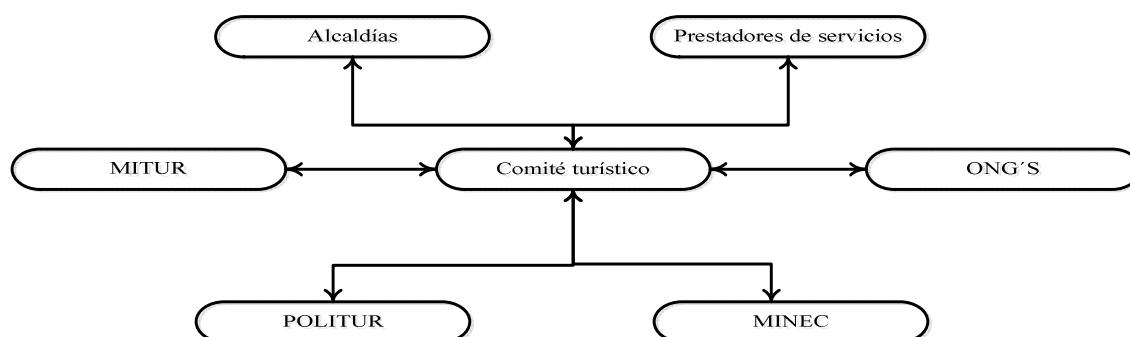 Alcaldías
Prestadores de servicios
MITUR
Comité turístico
ONG´S
POLITUR
MINEC